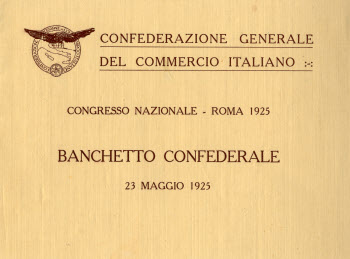 CONFEDERAZIONE GENERALE
DEL COMMERCIO ITALIANO :-:
CONGRESSO NAZIONALE - ROMA 1925
BANCHETTO CONFEDERALE
23 MAGGIO 1925